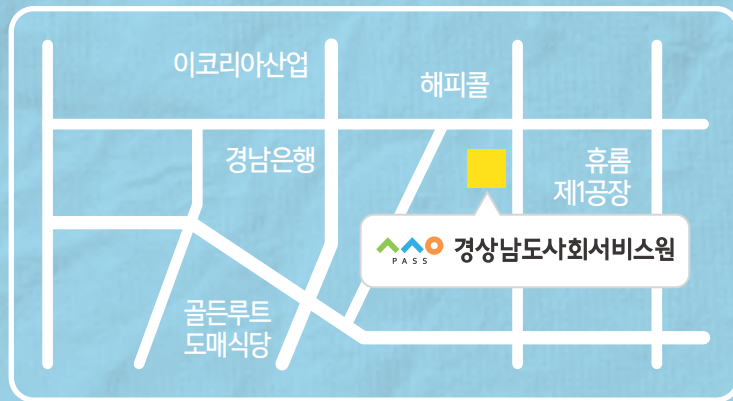 이코리아산업
해피콜
경남은행
휴롬
제1공장
PASS
경상남도사회서비스원
골든루트
도매식당